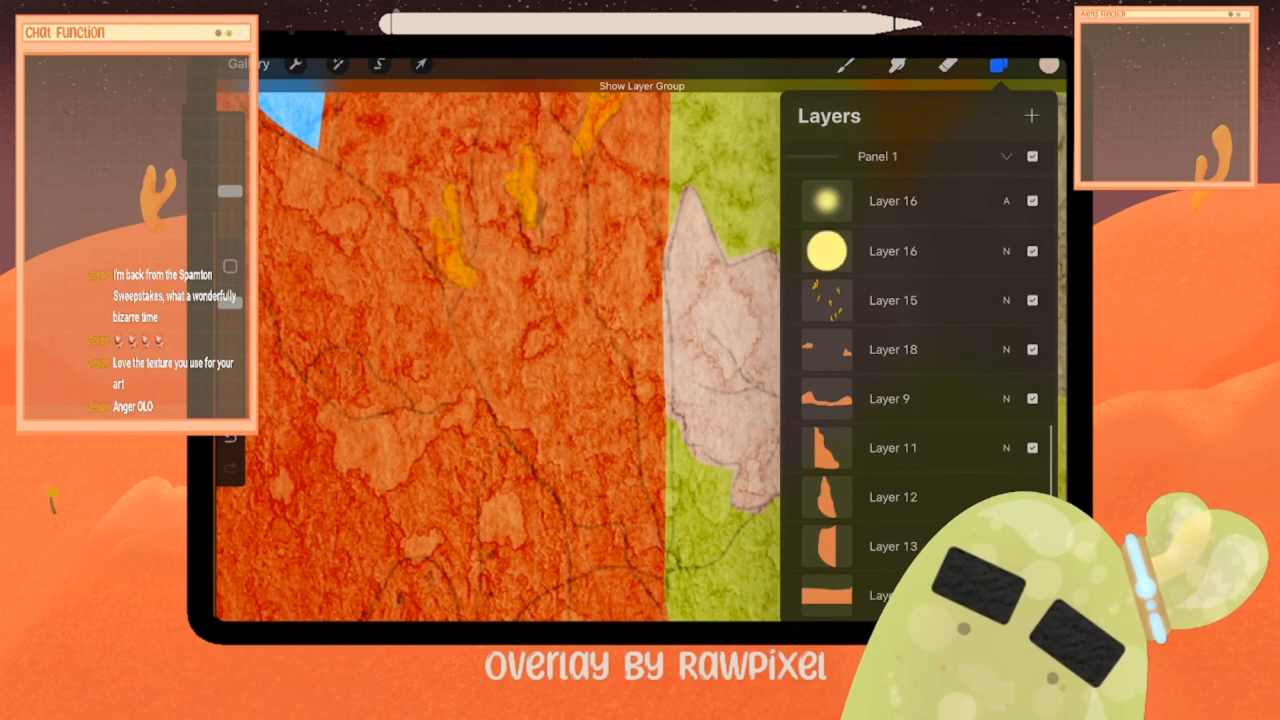 CHAT FUNCTION
Jexox I'm back from the Spamton
Sweepstakes, what a wonderfully
bizarre time
Love the texture you use for your
art
Anger OLO
Gallery
Show Layer Group
Layers
Panel 1
Layer 16 A
Layer 16 N
Layer 15 N
Layer 18 N
Layer 9 N
Layer 11 N
Layer 12
Layer 13
OVERLAY BY RAWPIXEL